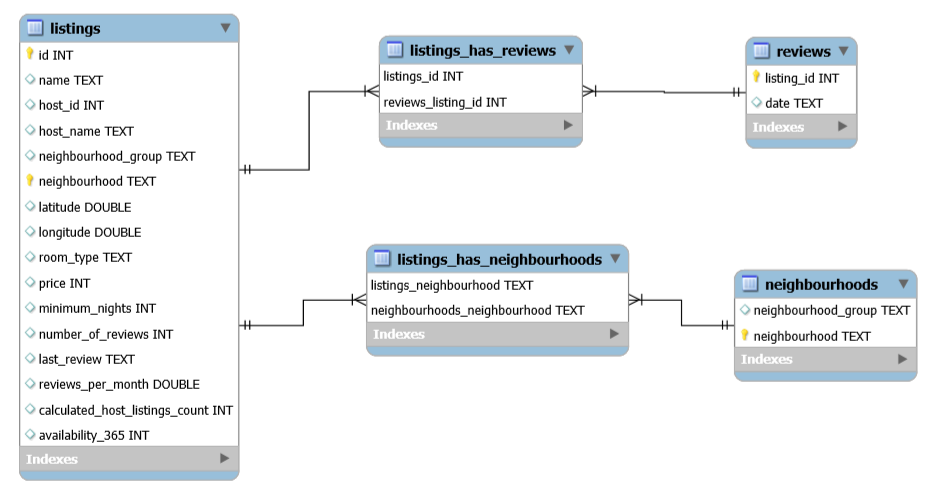 listings
id INT
name TEXT
host_id INT
host_name TEXT
neighbourhood_group TEXT
neighbourhood TEXT
latitude DOUBLE
longitude DOUBLE
room_type TEXT
price INT
minimum_nights INT
number_of_reviews INT
last_review TEXT
reviews_per_month DOUBLE
calculated_host_listings_count INT
availability_365 INT
Indexes
listings_has_reviews
listings_id INT
reviews_listing_id INT
Indexes
reviews
listing_id INT
date TEXT
Indexes
listings_has_neighbourhoods
listings_neighbourhood TEXT
neighbourhoods_neighbourhood TEXT
Indexes
neighbourhoods
neighbourhood_group TEXT
neighbourhood TEXT
Indexes